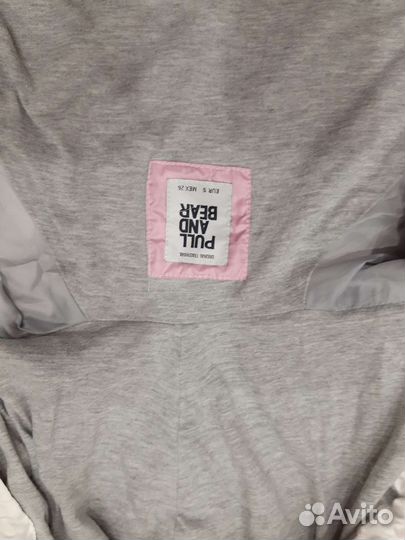 ORIGINAL TRADEMARK
PULL
AND
BEAR
EUR S MEX 26
Avito